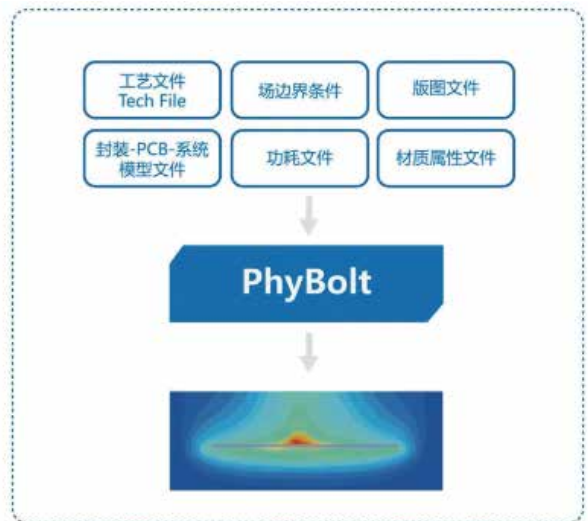 工艺文件
Tech File
场边界条件
版图文件
封装-PCB-系统
模型文件
功耗文件
材质属性文件
PhyBolt